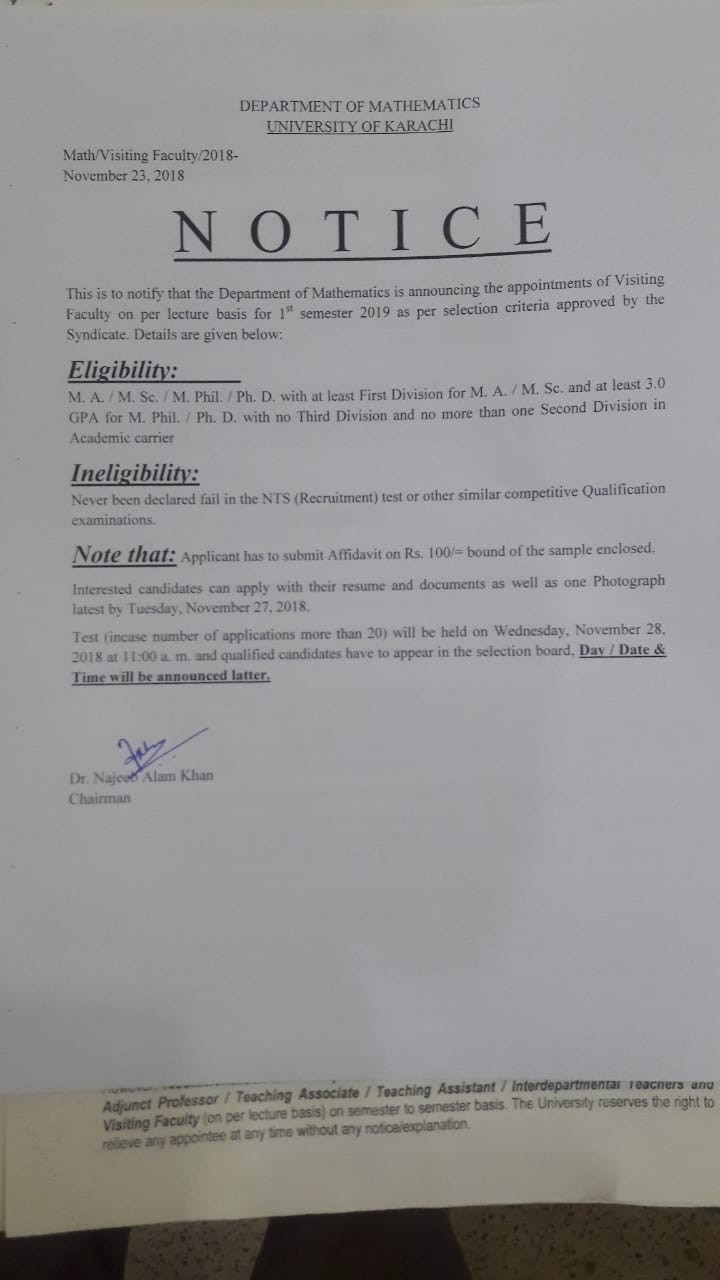 DEPARTMENT OF MATHEMATICS
UNIVERSITY OF KARACHI
Math/Visiting Faculty/2018-
November 23, 2018
N O T I C E
This is to notify that the Department of Mathematics is announcing the appointments of Visiting
Faculty on per lecture basis for 1st semester 2019 as per selection criteria approved by the
Syndicate. Details are given below:
Eligibility:
M. A. / M. Sc. / M. Phil. / Ph. D. with at least First Division for M. A. / M. Sc. and at least 3.0
GPA for M. Phil. / Ph. D. with no Third Division and no more than one Second Division in
Academic carrier
Ineligibility:
Never been declared fail in the NTS (Recruitment) test or other similar competitive Qualification
examinations.
Note that: Applicant has to submit Affidavit on Rs. 100/= bound of the sample enclosed.
Interested candidates can apply with their resume and documents as well as one Photograph
latest by Tuesday, November 27, 2018.
Test (incase number of applications more than 20) will be held on Wednesday, November 28,
2018 at 11:00 a. m. and qualified candidates have to appear in the selection board, Day / Date &
Time will be announced latter.
Dr. Najeeb Alam Khan
Chairman
Adjunct Professor / Teaching Associate / Teaching Assistant / Interdepartmental Teachers and
Visiting Faculty (on per lecture basis) on semester to semester basis. The University reserves the right to
relieve any appointee at any time without any notice/explanation.